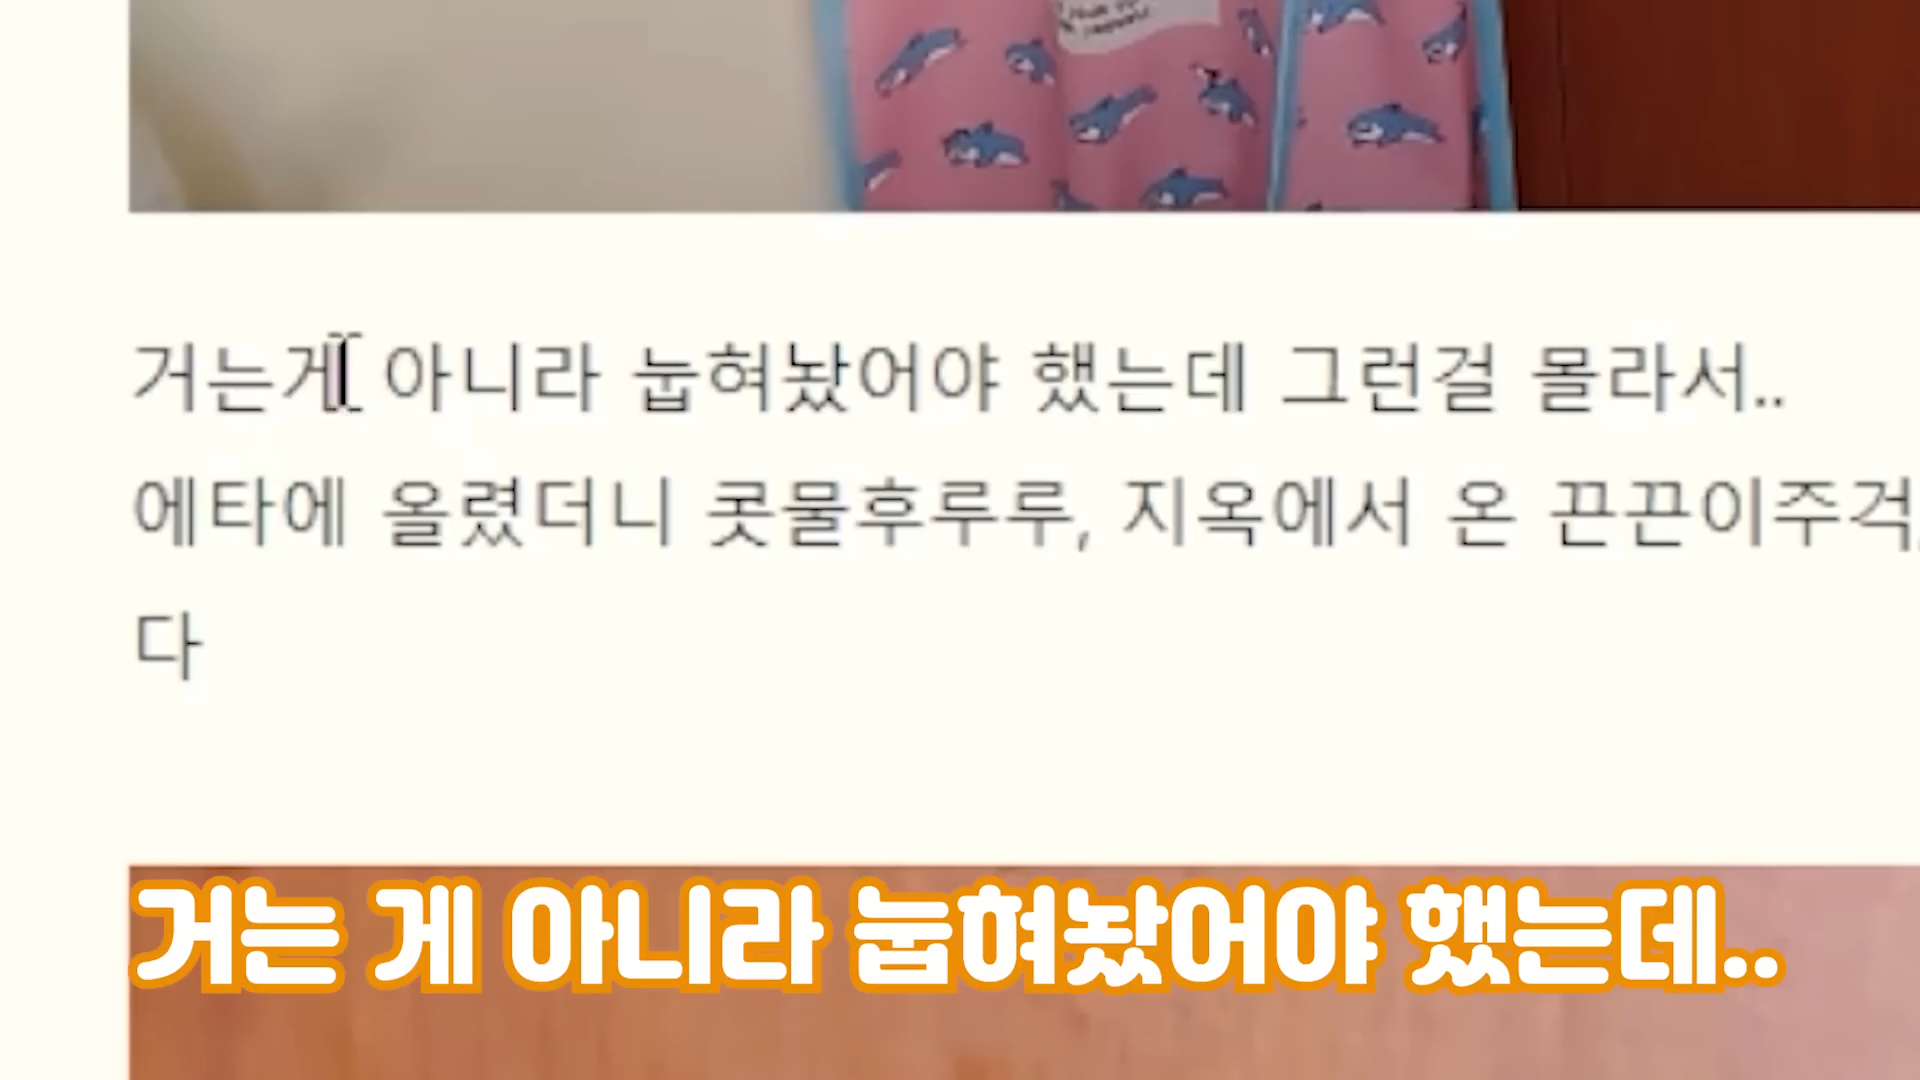 거는게 아니라 눕혀놨어야 했는데 그런걸 몰라서..
에타에 올렸더니 콧물후루루, 지옥에서 온 끈끈이주걱,
다
거는 게 아니라 눕혀놨어야 했는데..